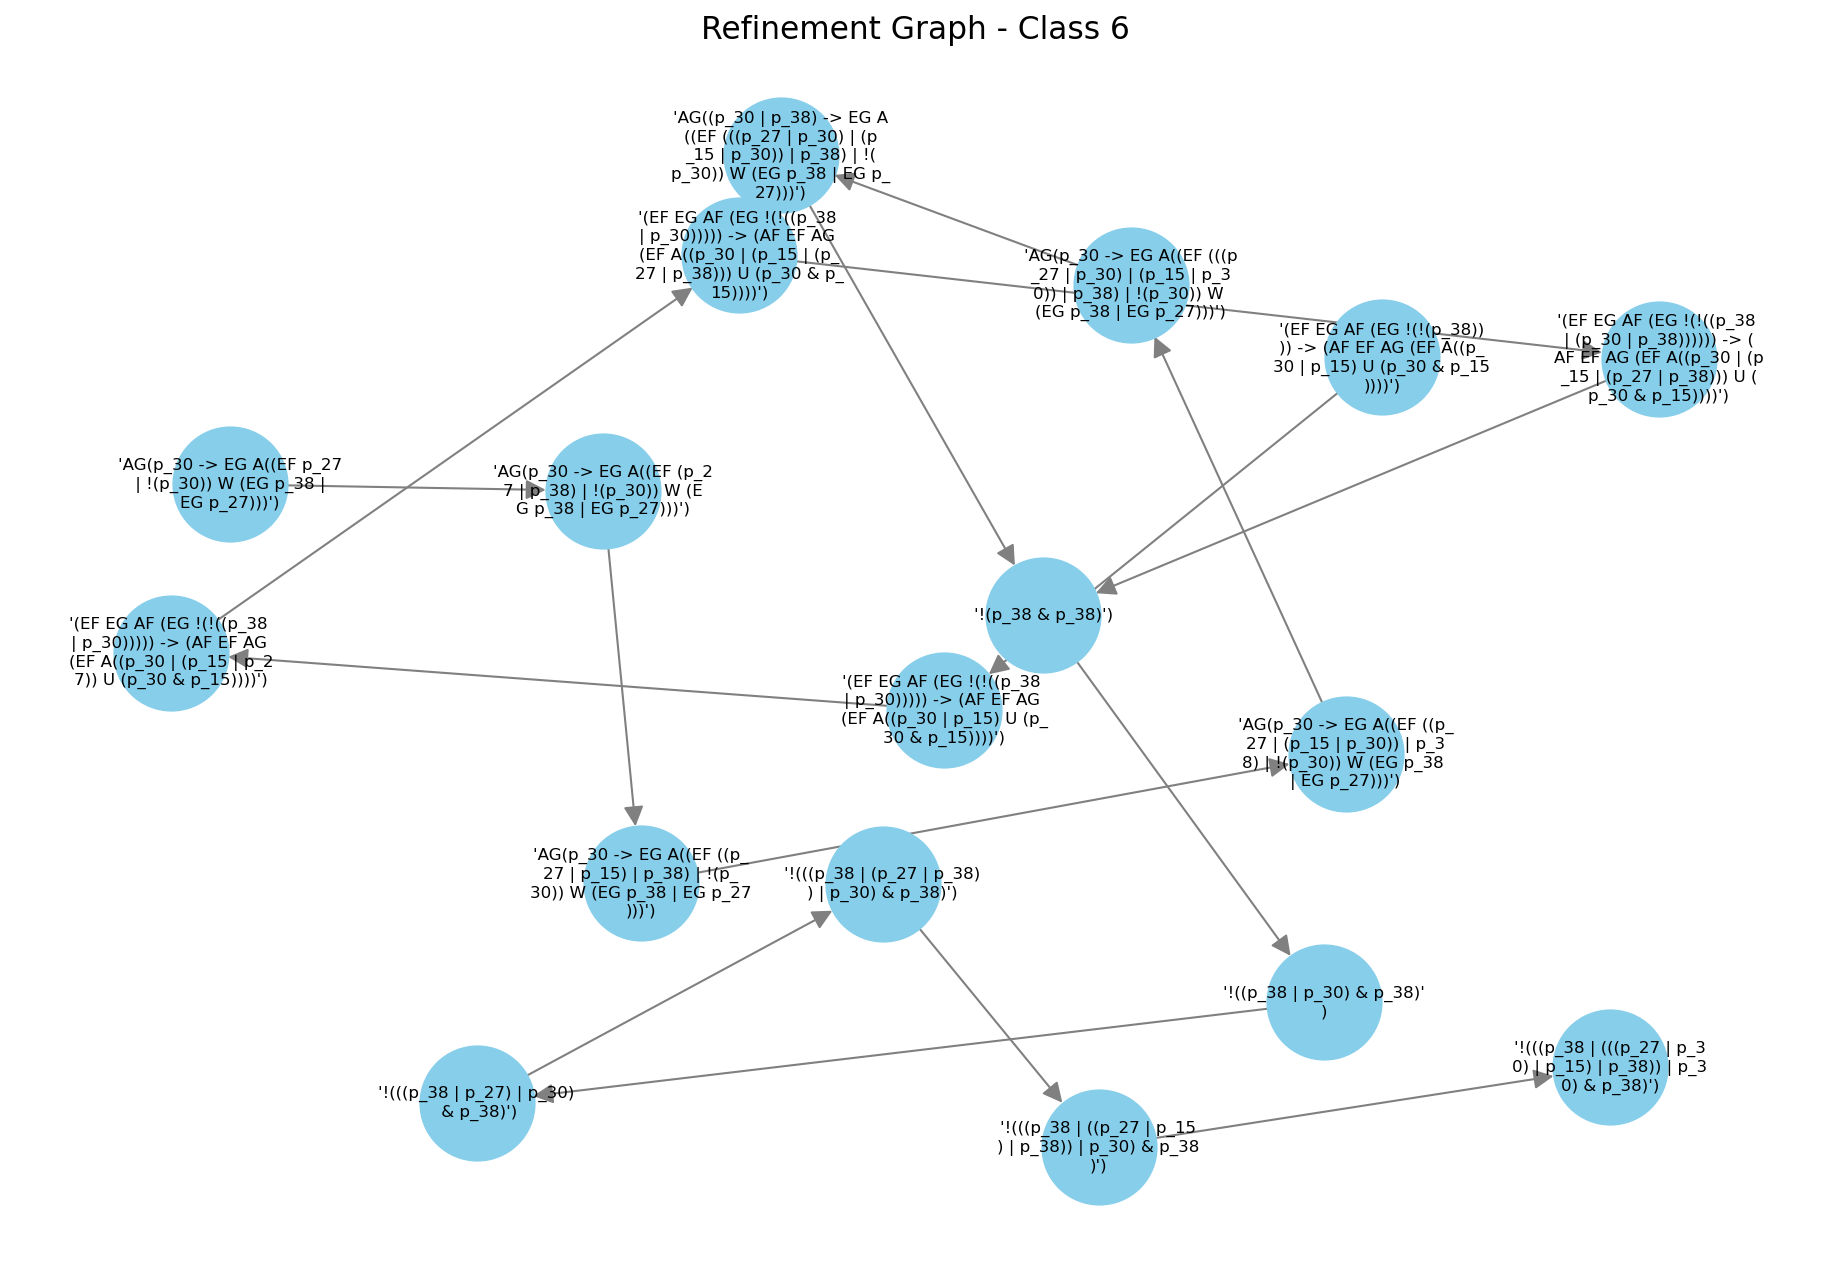 Refinement Graph - Class 6
'AG((p_30 | p_38) -> EG A
((EF (((p_27 | p_30) | (p
_15 | p_30)) | p_38) | !(
p_30)) W (EG p_38 | EG p_
27)))')
'(EF EG AF (EG !(!((p_38
| p_30))))) -> (AF EF AG
(EF A((p_30 | (p_15 | (p_
27 | p_38))) U (p_30 & p_
15))))')
'AG(p_30 -> EG A((EF (((p
_27 | p_30) | (p_15 | p_3
0)) | p_38) | !(p_30)) W
(EG p_38 | EG p_27)))')
'(EF EG AF (EG !(!(p_38))
)) -> (AF EF AG (EF A((p_
30 | p_15) U (p_30 & p_15
))))')
'(EF EG AF (EG !(!((p_38
| (p_30 | p_38)))))) -> (
AF EF AG (EF A((p_30 | (p
_15 | (p_27 | p_38))) U (
p_30 & p_15))))')
'AG(p_30 -> EG A((EF p_27
| !(p_30)) W (EG p_38 |
EG p_27)))')
'AG(p_30 -> EG A((EF (p_2
7 | p_38) | !(p_30)) W (E
G p_38 | EG p_27)))')
'!(p_38 & p_38)')
'(EF EG AF (EG !(!((p_38
| p_30))))) -> (AF EF AG
(EF A((p_30 | (p_15 | p_2
7)) U (p_30 & p_15))))')
'(EF EG AF (EG !(!((p_38
| p_30))))) -> (AF EF AG
(EF A((p_30 | p_15) U (p_
30 & p_15))))')
'AG(p_30 -> EG A((EF ((p_
27 | (p_15 | p_30)) | p_3
8) | !(p_30)) W (EG p_38
| EG p_27)))')
'AG(p_30 -> EG A((EF ((p_
27 | p_15) | p_38) | !(p_
30)) W (EG p_38 | EG p_27
)))')
'!(((p_38 | (p_27 | p_38)
) | p_30) & p_38)')
'!((p_38 | p_30) & p_38)'
)
'!(((p_38 | p_27) | p_30)
& p_38)')
'!(((p_38 | (((p_27 | p_3
0) | p_15) | p_38)) | p_3
0) & p_38)')
'!(((p_38 | ((p_27 | p_15
) | p_38)) | p_30) & p_38
)')